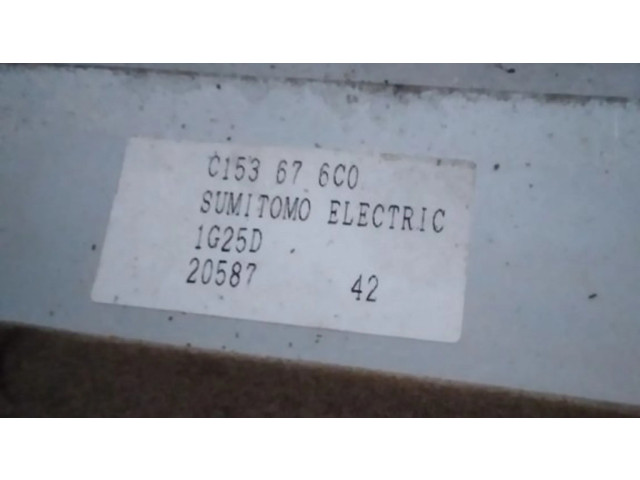 C153 67 6C0
SUMITOMO ELECTRIC
1G25D
20587 42